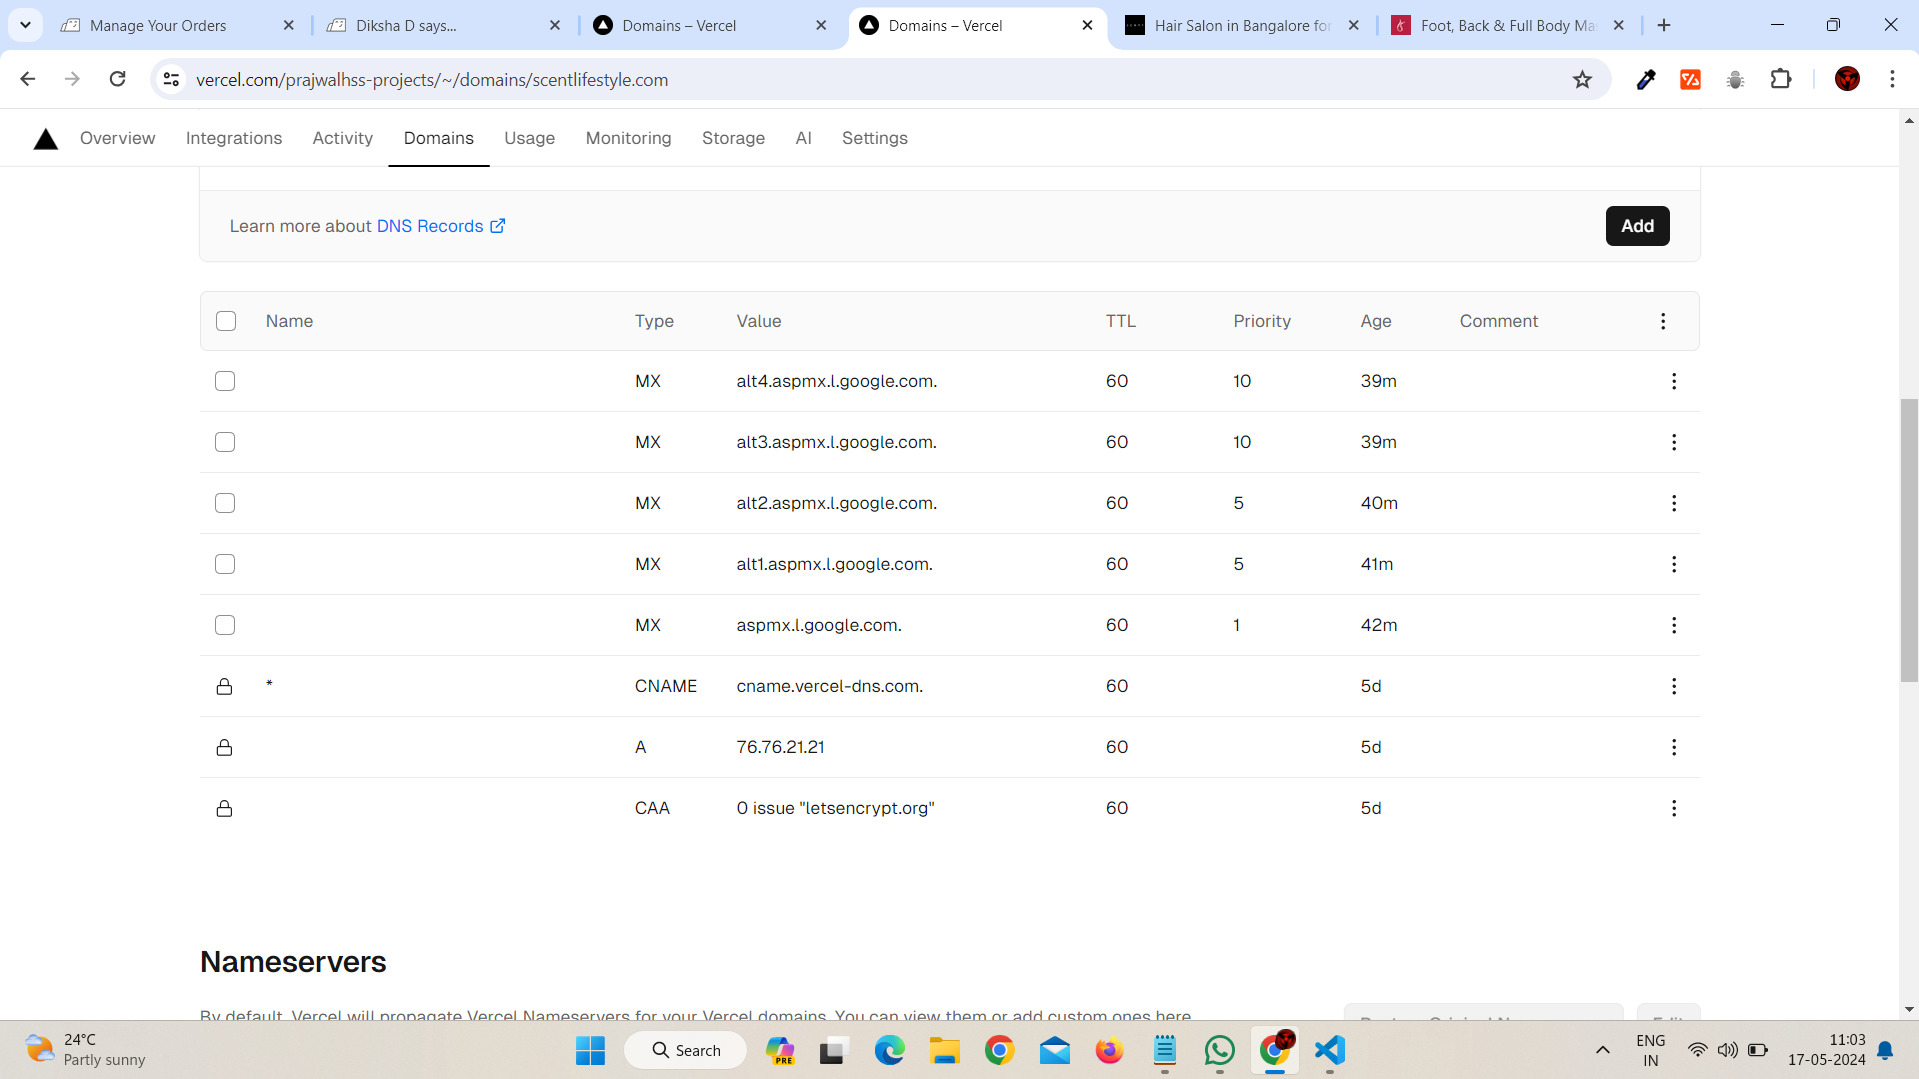 Manage Your Orders
Diksha D says...
Domains – Vercel
Domains – Vercel
Hair Salon in Bangalore for
Foot, Back & Full Body Ma
vercel.com/prajwalhss-projects/~/domains/scentlifestyle.com
Overview Integrations Activity Domains Usage Monitoring Storage AI Settings
Learn more about DNS Records
Add
Name Type Value TTL Priority Age Comment
MX alt4.aspmx.l.google.com. 60 10 39m
MX alt3.aspmx.l.google.com. 60 10 39m
MX alt2.aspmx.l.google.com. 60 5 40m
MX alt1.aspmx.l.google.com. 60 5 41m
MX aspmx.l.google.com. 60 1 42m
* CNAME cname.vercel-dns.com. 60 5d
A 76.76.21.21 60 5d
CAA 0 issue "letsencrypt.org" 60 5d
Nameservers
By default, Vercel will propagate Vercel Nameservers for your Vercel domains. You can view them or add custom ones here.
24°C
Partly sunny
Search
PRE
ENG
IN
11:03
17-05-2024